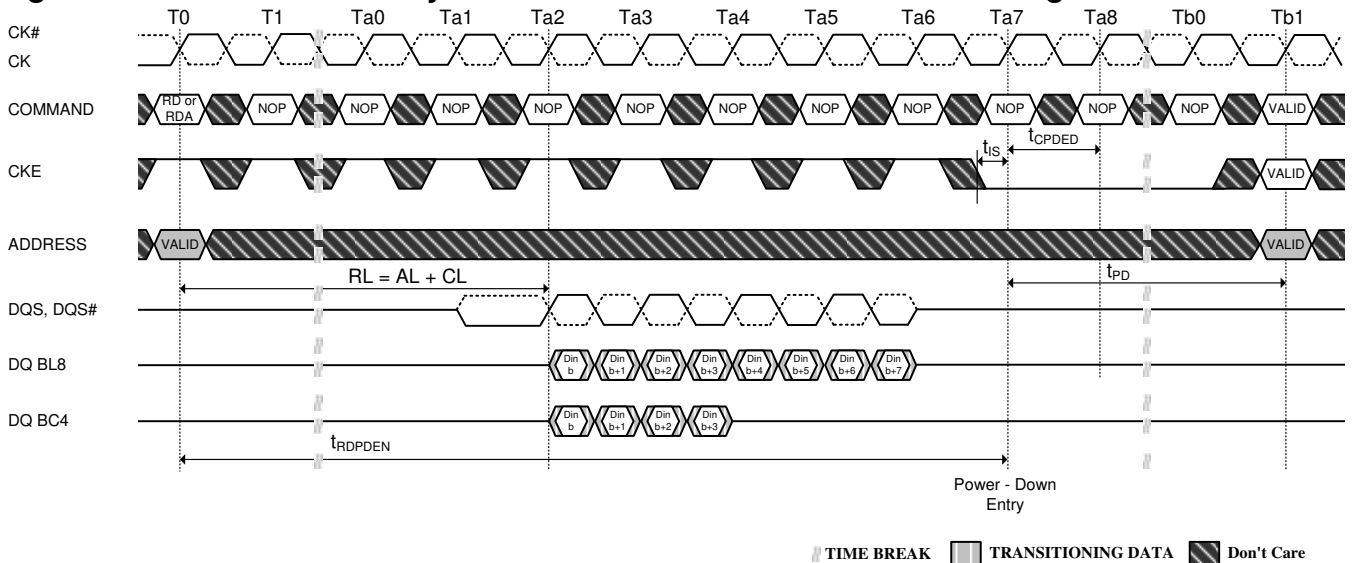 T0 T1 Ta0 Ta1 Ta2 Ta3 Ta4 Ta5 Ta6 Ta7 Ta8 Tb0 Tb1
CK#
CK
COMMAND RD or RDA NOP NOP NOP NOP NOP NOP NOP NOP NOP NOP NOP VALID
tIS tCPDED
CKE VALID
ADDRESS VALID VALID
RL = AL + CL tPD
DQS, DQS#
DQ BL8 Din b Din b+1 Din b+2 Din b+3 Din b+4 Din b+5 Din b+6 Din b+7
DQ BC4 Din b Din b+1 Din b+2 Din b+3
tRDPDEN
Power - Down
Entry
TIME BREAK TRANSITIONING DATA Don't Care